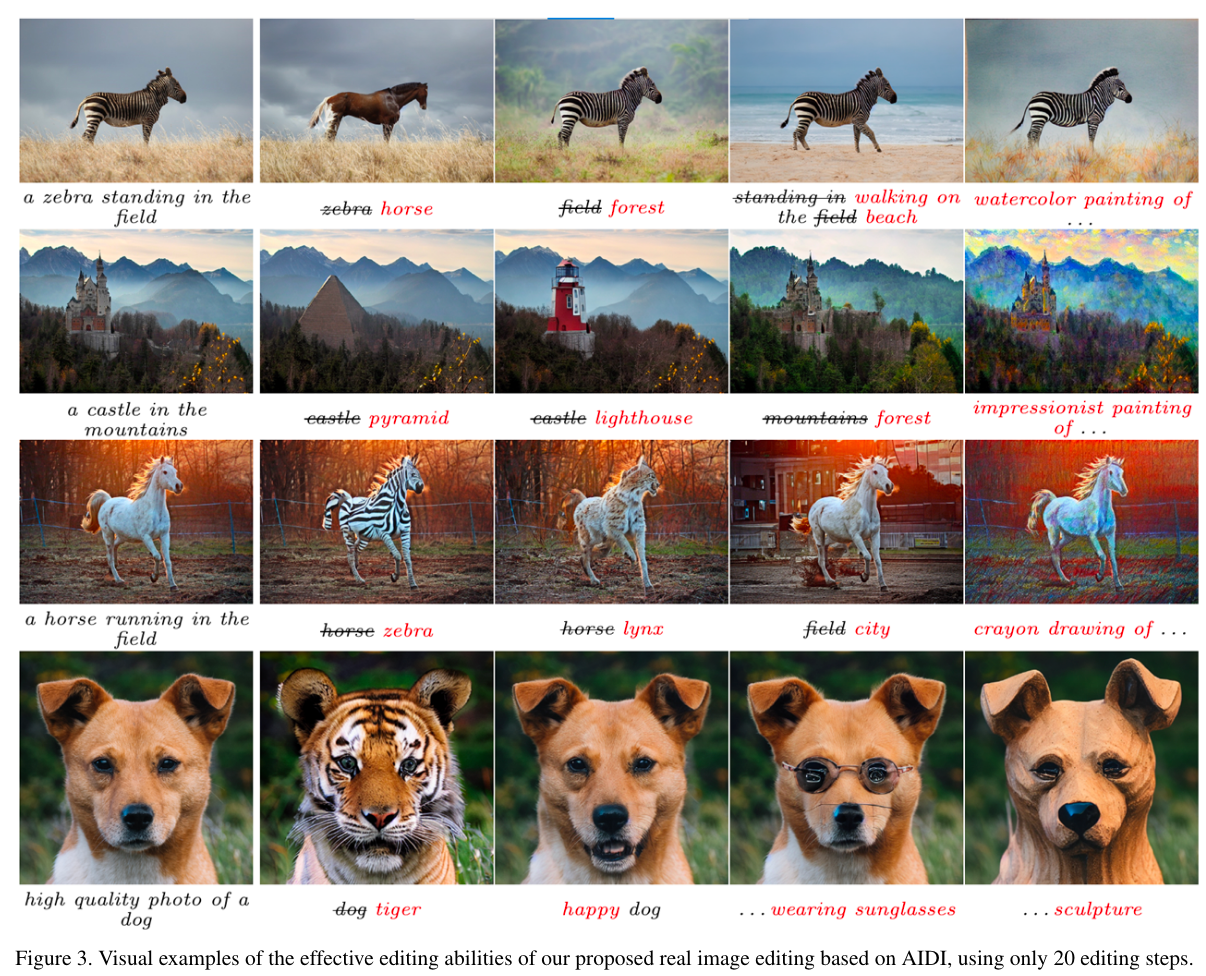 a zebra standing in the
field
zebra horse
field forest
standing in walking on
the field beach
watercolor painting of
...
a castle in the
mountains
castle pyramid
castle lighthouse
mountains forest
impressionist painting
of ...
a horse running in the
field
horse zebra
horse lynx
field city
crayon drawing of ...
high quality photo of a
dog
dog tiger
happy dog
... wearing sunglasses
... sculpture
Figure 3. Visual examples of the effective editing abilities of our proposed real image editing based on AIDI, using only 20 editing steps.